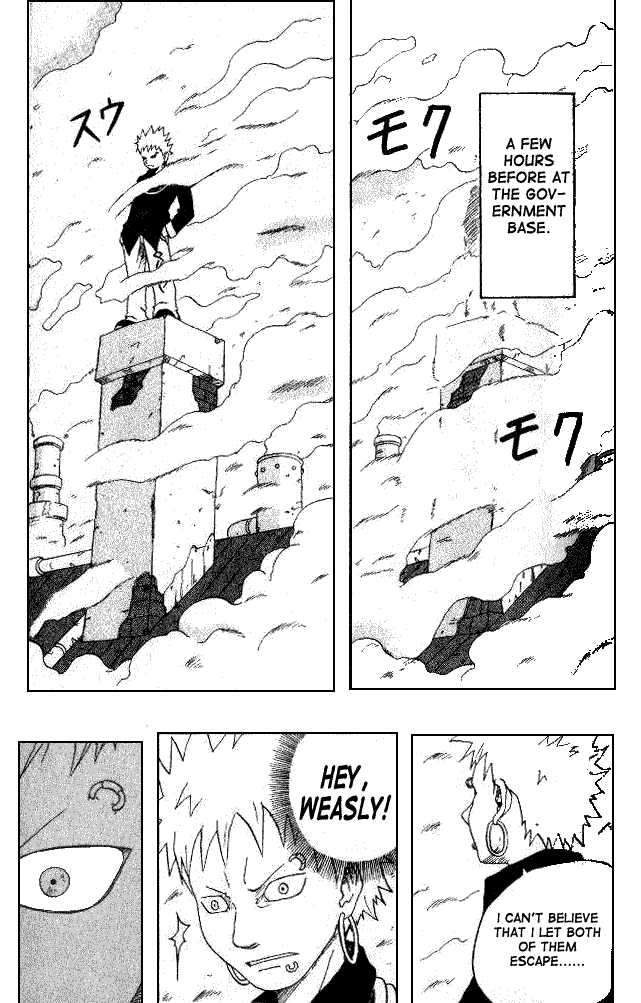 モク
A FEW
HOURS
BEFORE AT
THE GOV-
ERNMENT
BASE.
モク
スウ
I CAN'T BELIEVE
THAT I LET BOTH
OF THEM
ESCAPE......
HEY,
WEASLY!